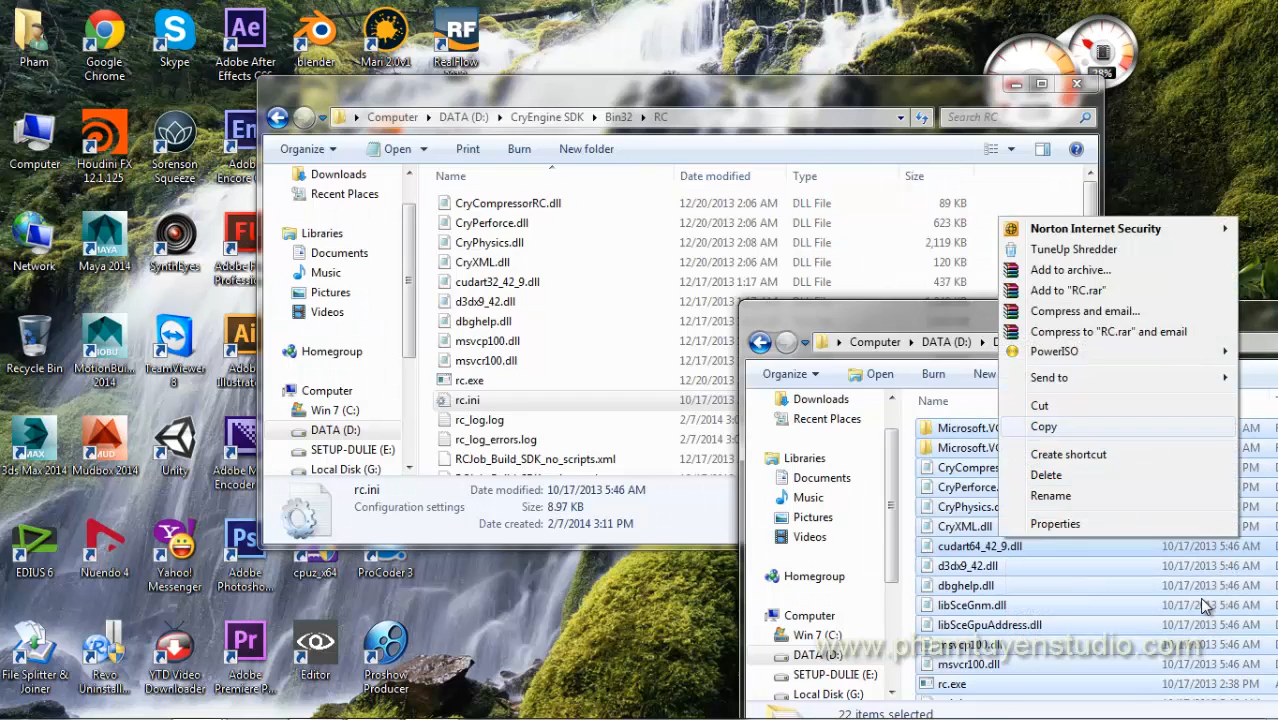 Pham
Google
Chrome
Skype
Adobe After
Effects CS6
.blender
Mari 2.0v1
RealFlow
28%
Computer
Houdini FX
12.1.125
Sorenson
Squeeze
Adobe
Encore
Network
Maya 2014
SynthEyes
Adobe
Recycle Bin
MotionBui...
2014
TeamViewer
8
Adobe
Illustrator
3ds Max 2014
Mudbox 2014
Unity
Adobe
Encoder
EDIUS 6
Nuendo 4
Yahoo!
Messenger
Adobe
Photosho...
cpuz_x64
ProCoder 3
File Splitter &
Joiner
Revo
Uninstall...
YTD Video
Downloader
Adobe
Premiere P...
Editor
Proshow
Producer
Computer DATA (D:) CryEngine SDK Bin32 RC
Search RC
Organize Open Print Burn New folder
Downloads
Recent Places
Libraries
Documents
Music
Pictures
Videos
Homegroup
Computer
Win 7 (C:)
DATA (D:)
SETUP-DULIE (E:)
Local Disk (G:)
Name Date modified Type Size
CryCompressorRC.dll 12/20/2013 2:06 AM DLL File 89 KB
CryPerforce.dll 12/20/2013 2:06 AM DLL File 623 KB
CryPhysics.dll 12/20/2013 2:08 AM DLL File 2,119 KB
CryXML.dll 12/20/2013 2:06 AM DLL File 120 KB
cudart32_42_9.dll 12/17/2013 1:17 AM DLL File 437 KB
d3dx9_42.dll 12/17/2013
dbghelp.dll 12/17/2013
msvcp100.dll 12/17/2013
msvcr100.dll 12/17/2013
rc.exe 12/20/2013
rc.ini 10/17/2013
rc_log.log 2/7/2014
rc_log_errors.log 2/7/2014
RCJob_Build_SDK_no_scripts.xml 12/17/2013
rc.ini Date modified: 10/17/2013 5:46 AM
Configuration settings Size: 8.97 KB
Date created: 2/7/2014 3:11 PM
Computer DATA (D:)
Organize Open Burn New
Downloads
Recent Places
Libraries
Documents
Music
Pictures
Videos
Homegroup
Computer
Win 7 (C:)
DATA (D:)
SETUP-DULIE (E:)
Local Disk (G:)
Name
Microsoft.VC
Microsoft.VC
CryCompres
CryPerforce.
CryPhysics.d
CryXML.dll
cudart64_42_9.dll 10/17/2013 5:46 AM
d3dx9_42.dll 10/17/2013 5:46 AM
dbghelp.dll 10/17/2013 5:46 AM
libSceGnm.dll 10/17/2013 5:46 AM
libSceGpuAddress.dll 10/17/2013 5:46 AM
msvcp100.dll 10/17/2013 5:46 AM
msvcr100.dll 10/17/2013 5:46 AM
rc.exe 10/17/2013 2:38 PM
22 items selected
Norton Internet Security
TuneUp Shredder
Add to archive...
Add to "RC.rar"
Compress and email...
Compress to "RC.rar" and email
PowerISO
Send to
Cut
Copy
Create shortcut
Delete
Rename
Properties